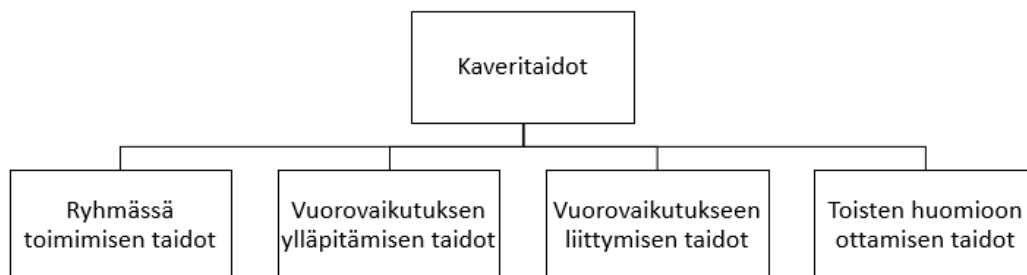 Kaveritaidot
Ryhmässä
toimimisen taidot
Vuorovaikutuksen
ylläpitämisen taidot
Vuorovaikutukseen
liittymisen taidot
Toisten huomioon
ottamisen taidot